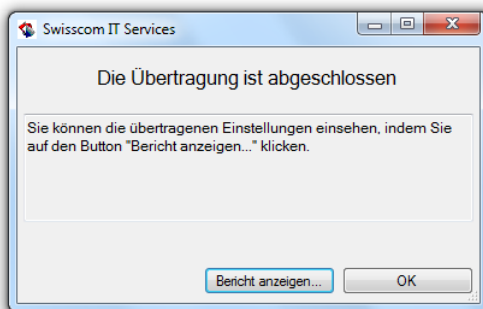 Swisscom IT Services
Die Übertragung ist abgeschlossen
Sie können die übertragenen Einstellungen einsehen, indem Sie
auf den Button "Bericht anzeigen..." klicken.
Bericht anzeigen...
OK